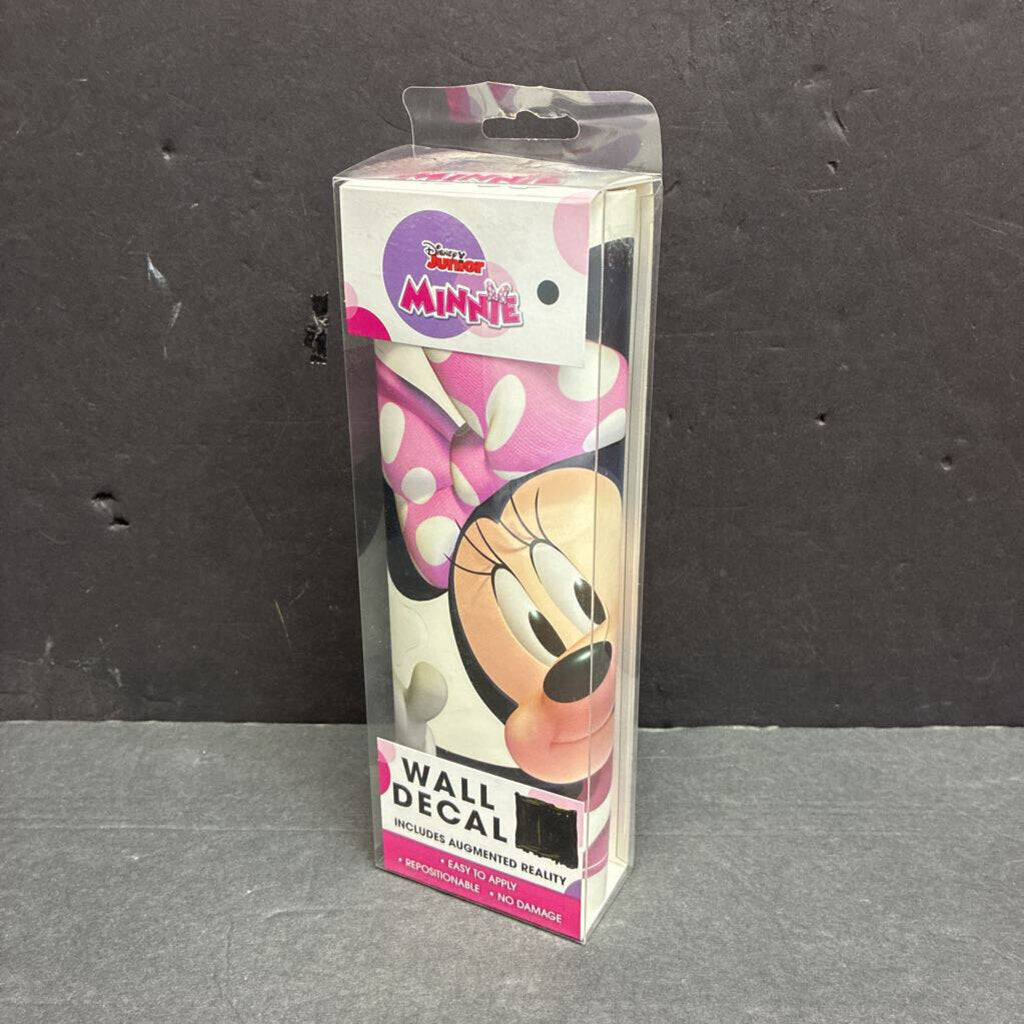 MINNIE
Disney
Junior
MINNIE
WALL
DECAL
INCLUDES AUGMENTED REALITY
• EASY TO APPLY
• REPOSITIONABLE • NO DAMAGE